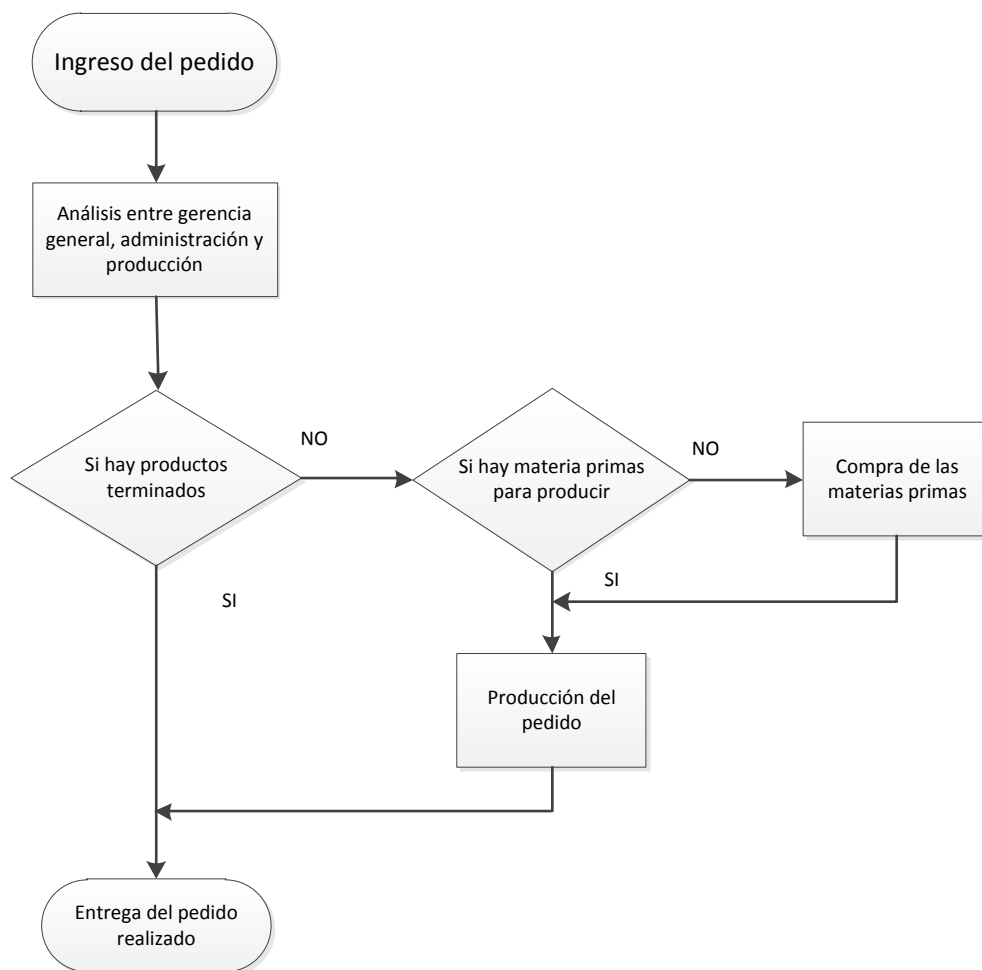 Ingreso del pedido
Análisis entre gerencia
general, administración y
producción
Si hay productos
terminados
NO
Si hay materia primas
para producir
NO
Compra de las
materias primas
SI
SI
Producción del
pedido
Entrega del pedido
realizado